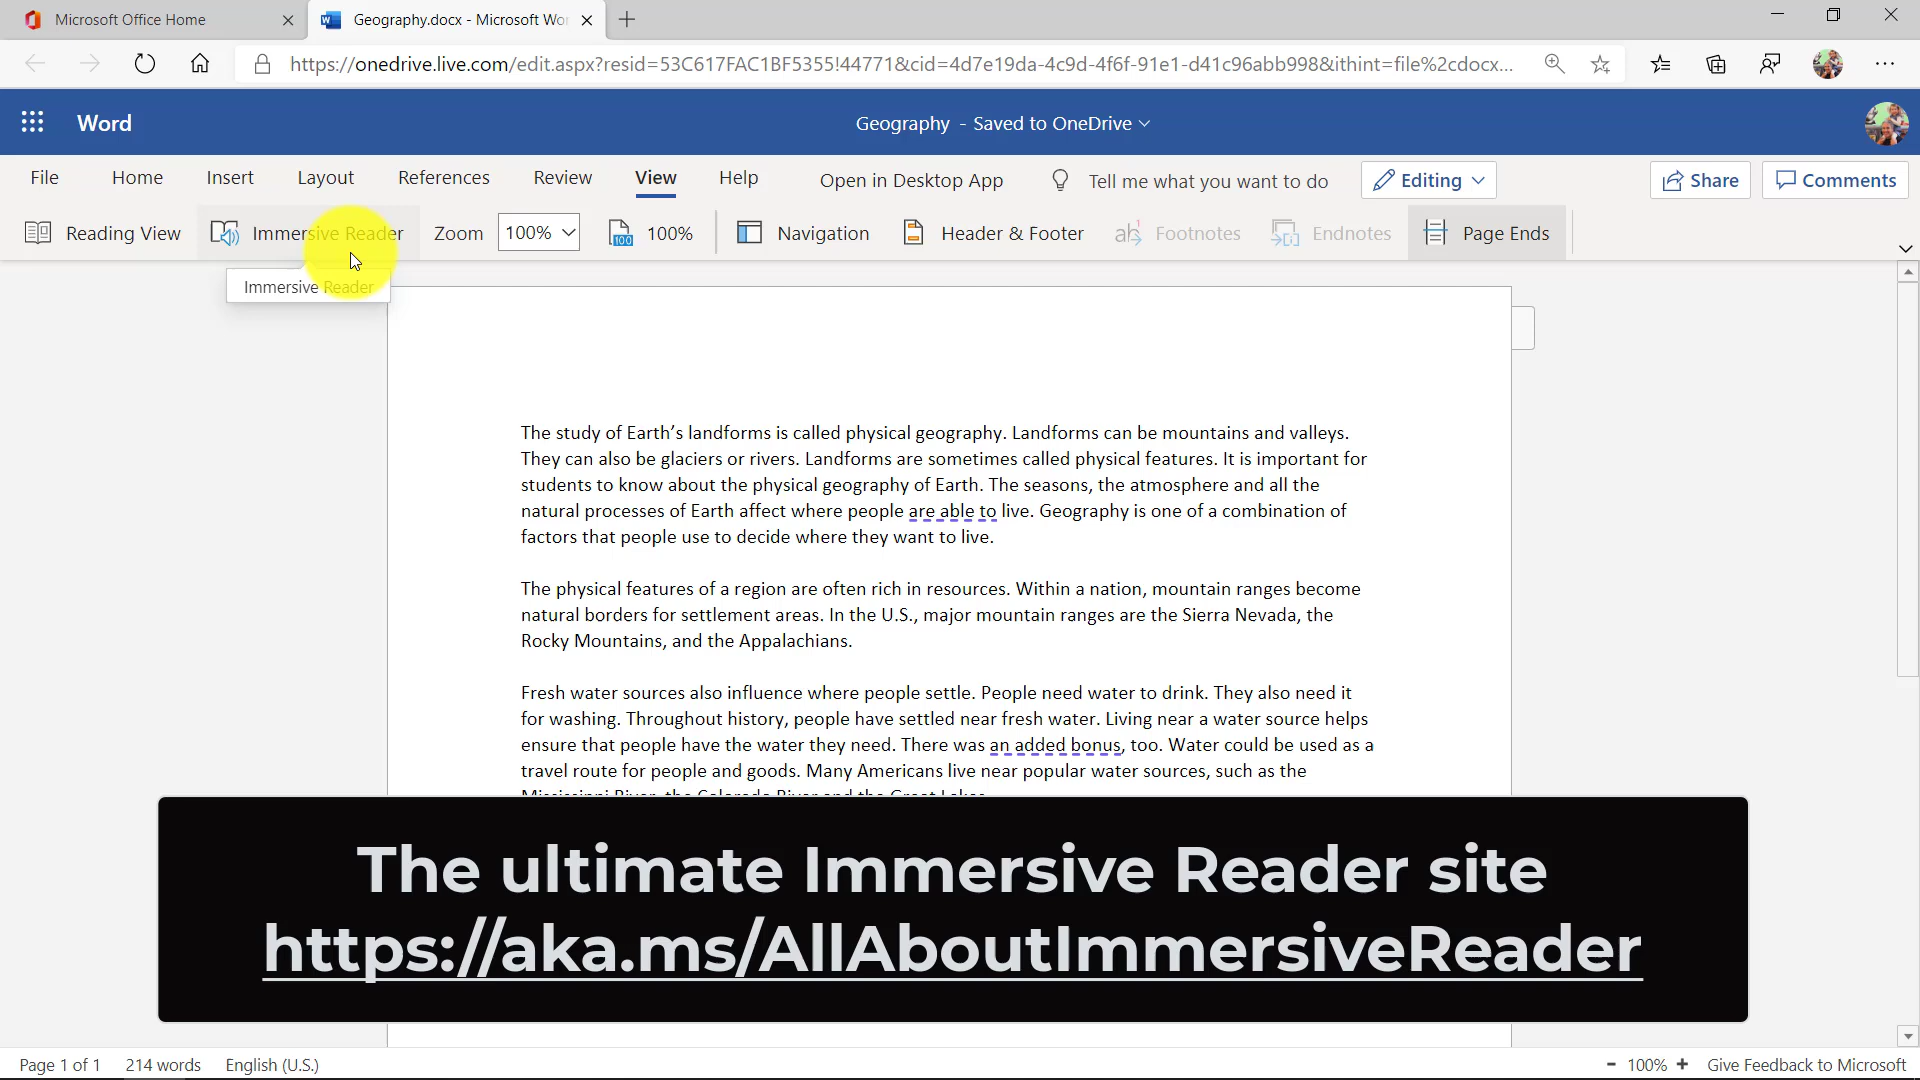 Microsoft Office Home
Geography.docx - Microsoft Wo
https://onedrive.live.com/edit.aspx?resid=53C617FAC1BF5355!44771&cid=4d7e19da-4c9d-4f6f-91e1-d41c96abb998&ithint=file%2cdocx...
Word
Geography - Saved to OneDrive
File Home Insert Layout References Review View Help Open in Desktop App Tell me what you want to do Editing Share Comments
Reading View Immersive Reader Zoom 100% 100% Navigation Header & Footer Footnotes Endnotes Page Ends
Immersive Reader
The study of Earth’s landforms is called physical geography. Landforms can be mountains and valleys.
They can also be glaciers or rivers. Landforms are sometimes called physical features. It is important for
students to know about the physical geography of Earth. The seasons, the atmosphere and all the
natural processes of Earth affect where people are able to live. Geography is one of a combination of
factors that people use to decide where they want to live.
The physical features of a region are often rich in resources. Within a nation, mountain ranges become
natural borders for settlement areas. In the U.S., major mountain ranges are the Sierra Nevada, the
Rocky Mountains, and the Appalachians.
Fresh water sources also influence where people settle. People need water to drink. They also need it
for washing. Throughout history, people have settled near fresh water. Living near a water source helps
ensure that people have the water they need. There was an added bonus, too. Water could be used as a
travel route for people and goods. Many Americans live near popular water sources, such as the
Mississippi River, the Colorado River and the Great Lakes.
The ultimate Immersive Reader site
https://aka.ms/AllAboutImmersiveReader
Page 1 of 1 214 words English (U.S.) - 100% + Give Feedback to Microsoft